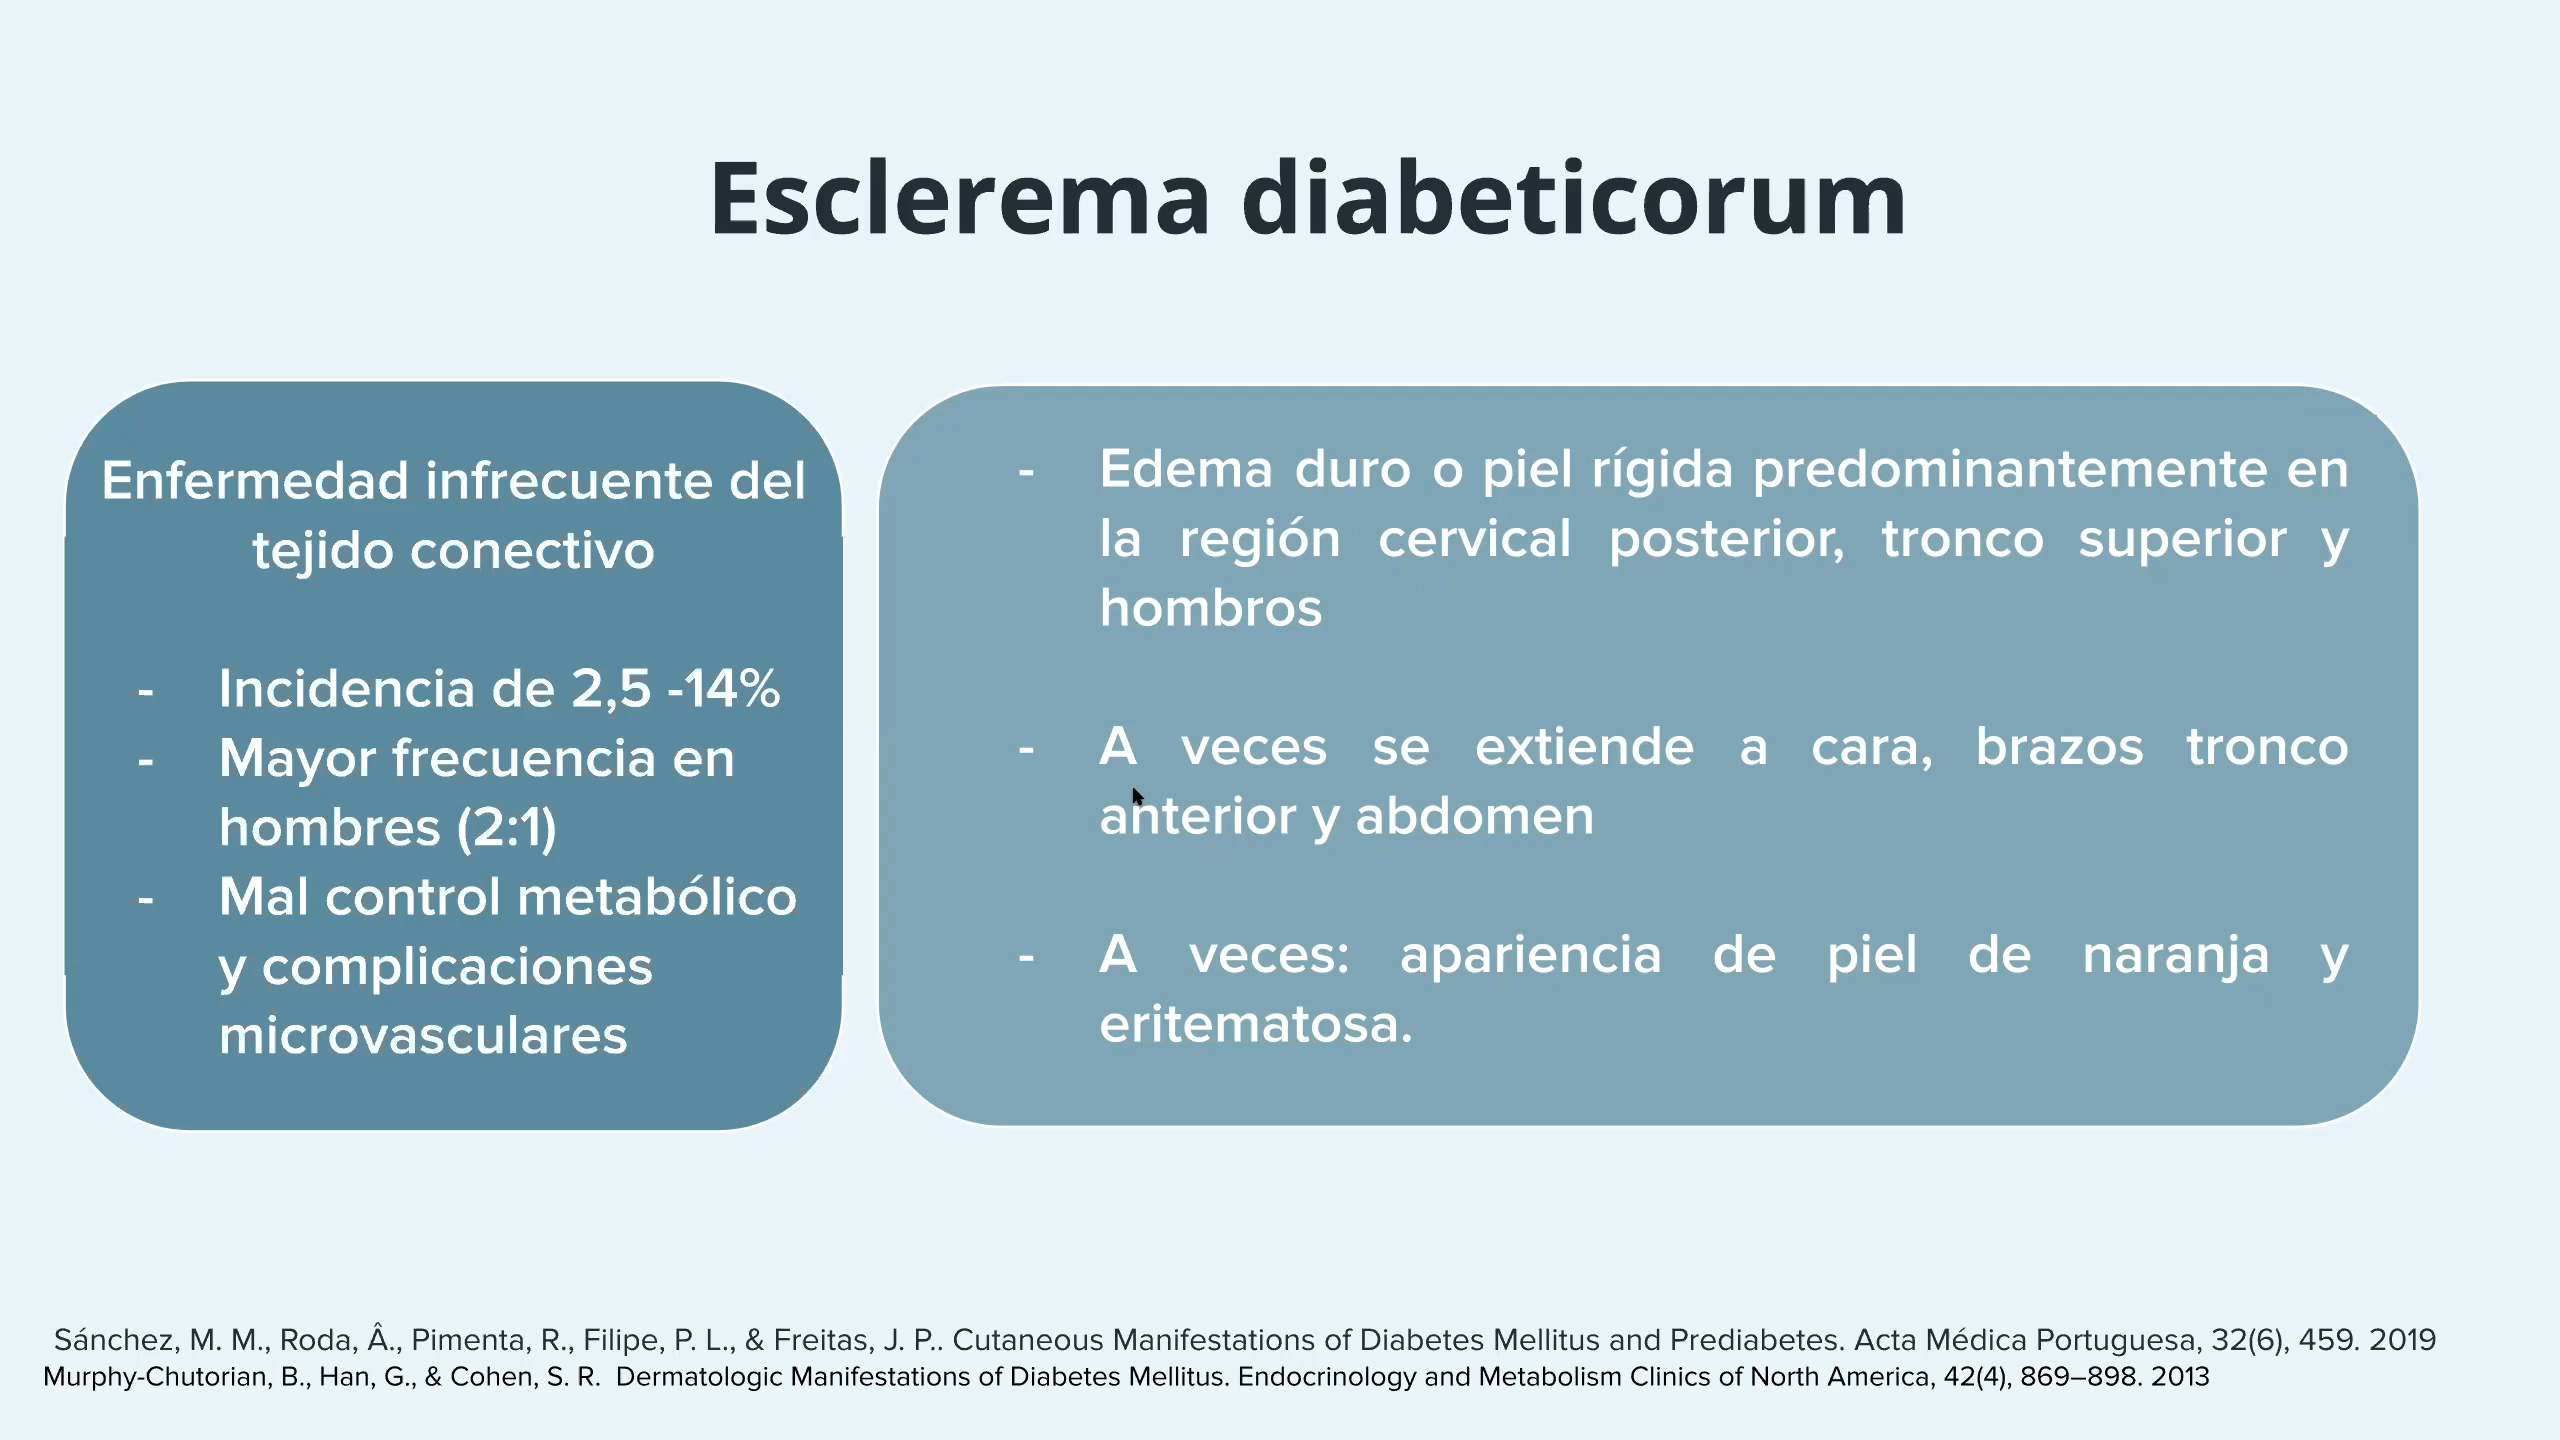 Esclerema diabeticorum
Enfermedad infrecuente del
tejido conectivo
- Incidencia de 2,5 -14%
- Mayor frecuencia en
hombres (2:1)
- Mal control metabólico
y complicaciones
microvasculares
- Edema duro o piel rígida predominantemente en
la región cervical posterior, tronco superior y
hombros
- A veces se extiende a cara, brazos tronco
anterior y abdomen
- A veces: apariencia de piel de naranja y
eritematosa.
Sánchez, M. M., Roda, Â., Pimenta, R., Filipe, P. L., & Freitas, J. P.. Cutaneous Manifestations of Diabetes Mellitus and Prediabetes. Acta Médica Portuguesa, 32(6), 459. 2019
Murphy-Chutorian, B., Han, G., & Cohen, S. R. Dermatologic Manifestations of Diabetes Mellitus. Endocrinology and Metabolism Clinics of North America, 42(4), 869–898. 2013